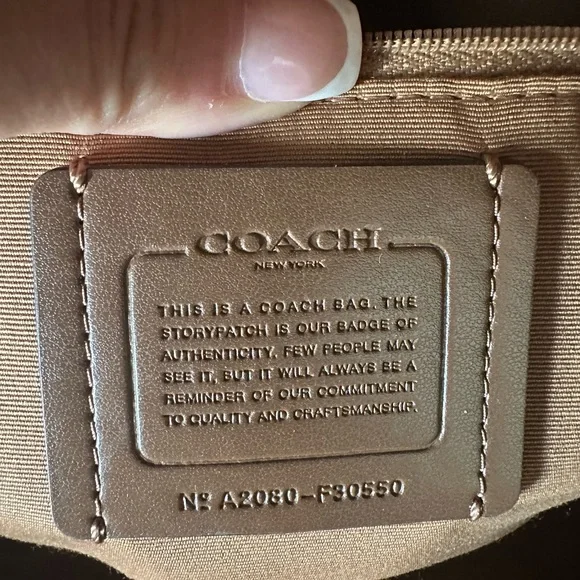 COACH
NEW YORK
THIS IS A COACH BAG. THE
STORYPATCH IS OUR BADGE OF
AUTHENTICITY. FEW PEOPLE MAY
SEE IT, BUT IT WILL ALWAYS BE A
REMINDER OF OUR COMMITMENT
TO QUALITY AND CRAFTSMANSHIP.
Nº A2080-F30550